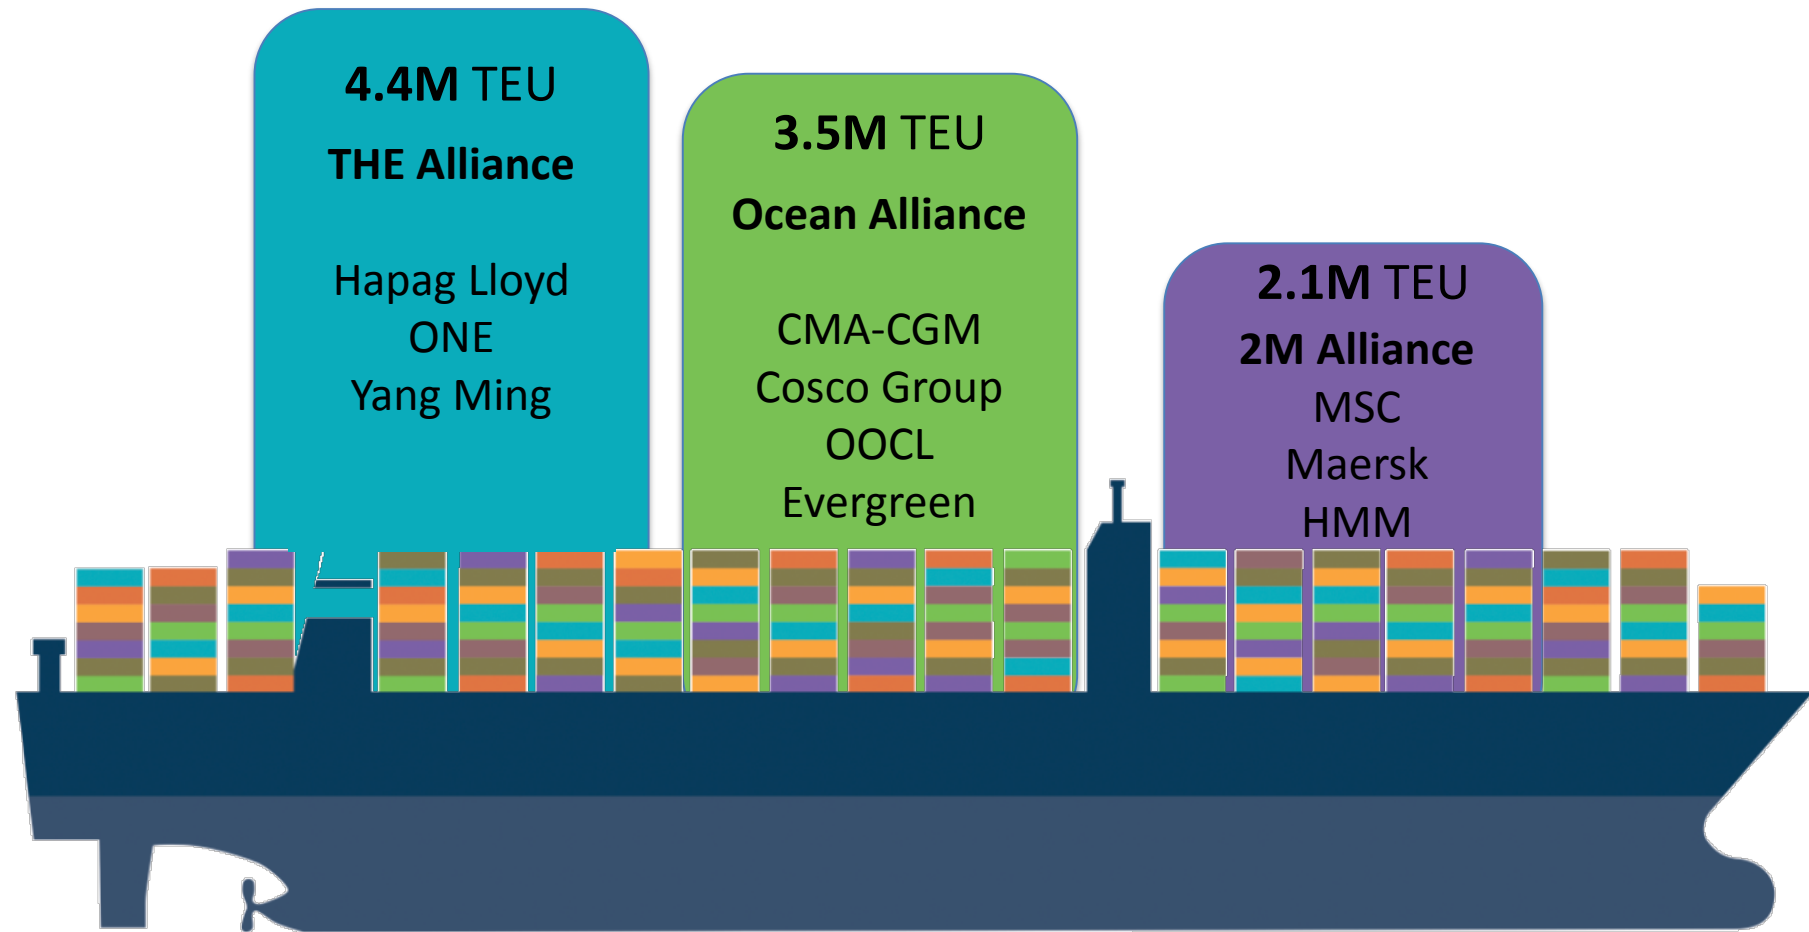 4.4M TEU
THE Alliance
Hapag Lloyd
ONE
Yang Ming
3.5M TEU
Ocean Alliance
CMA-CGM
Cosco Group
OOCL
Evergreen
2.1M TEU
2M Alliance
MSC
Maersk
HMM